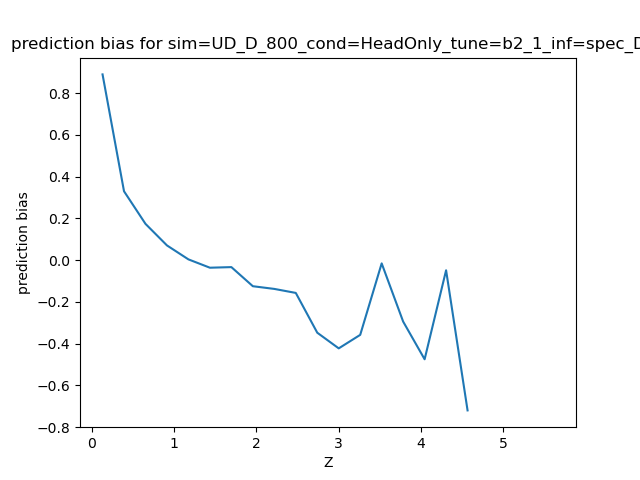 prediction bias for sim=UD_D_800_cond=HeadOnly_tune=b2_1_inf=spec_D
0.8
0.6
0.4
0.2
0.0
−0.2
−0.4
−0.6
−0.8
prediction bias
0 1 2 3 4 5
Z